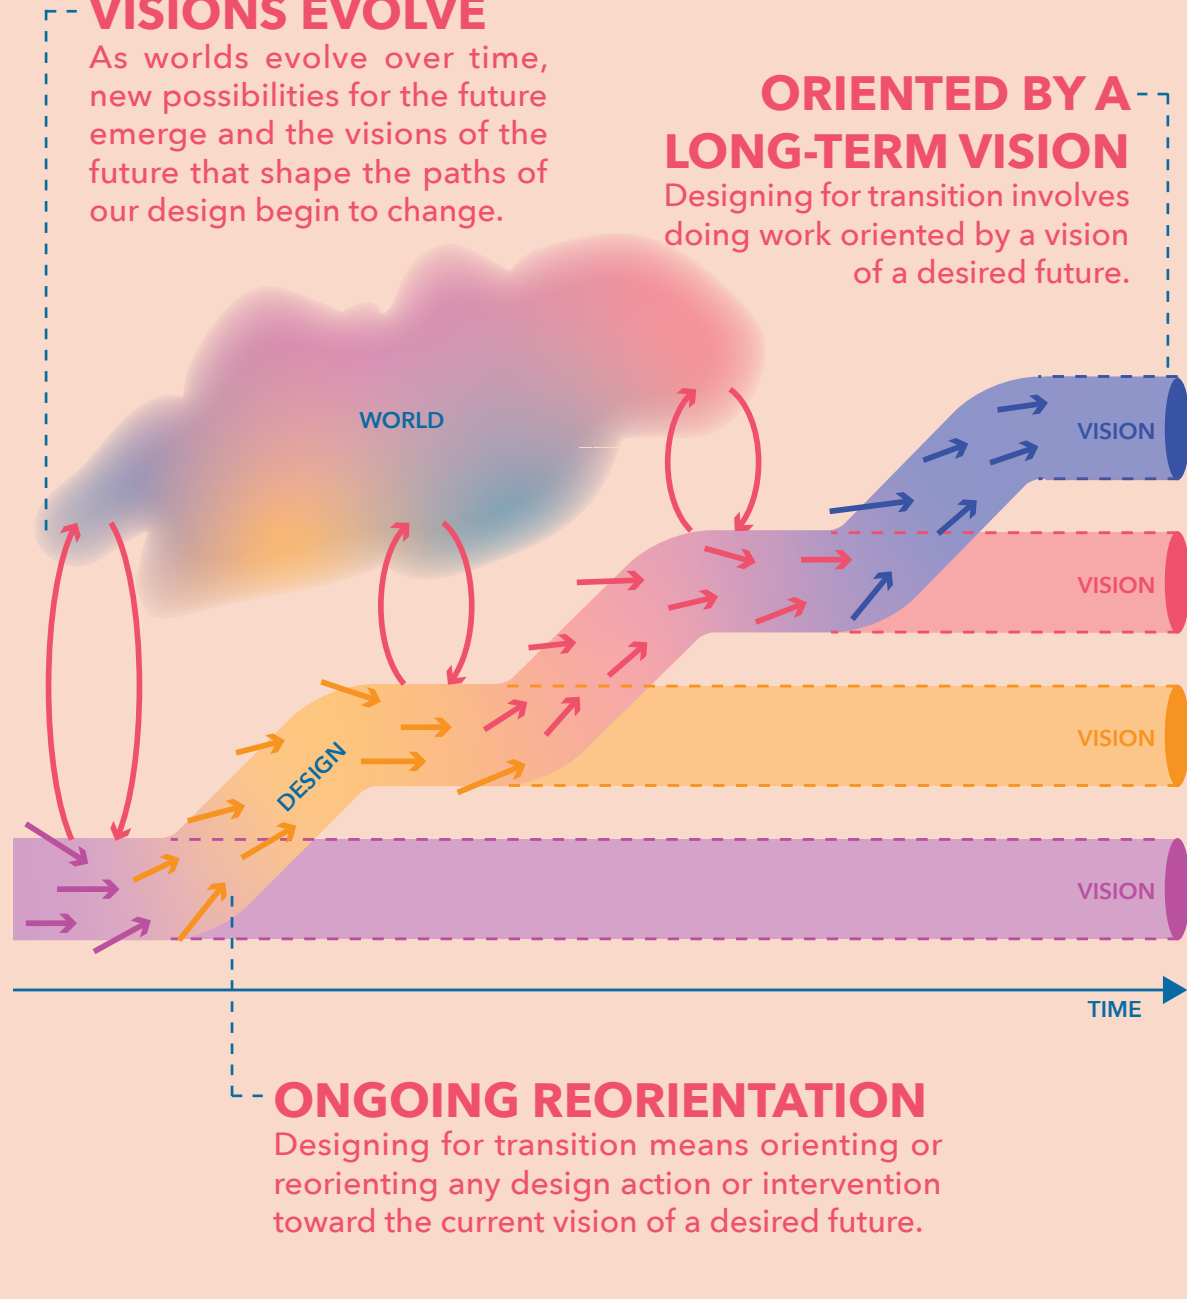 VISIONS EVOLVE
As worlds evolve over time,
new possibilities for the future
emerge and the visions of the
future that shape the paths of
our design begin to change.
ORIENTED BY A
LONG-TERM VISION
Designing for transition involves
doing work oriented by a vision
of a desired future.
WORLD
VISION
VISION
DESIGN
VISION
VISION
TIME
ONGOING REORIENTATION
Designing for transition means orienting or
reorienting any design action or intervention
toward the current vision of a desired future.